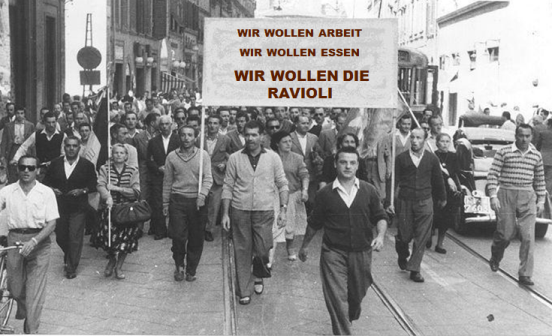 WIR WOLLEN ARBEIT
WIR WOLLEN ESSEN
WIR WOLLEN DIE
RAVIOLI